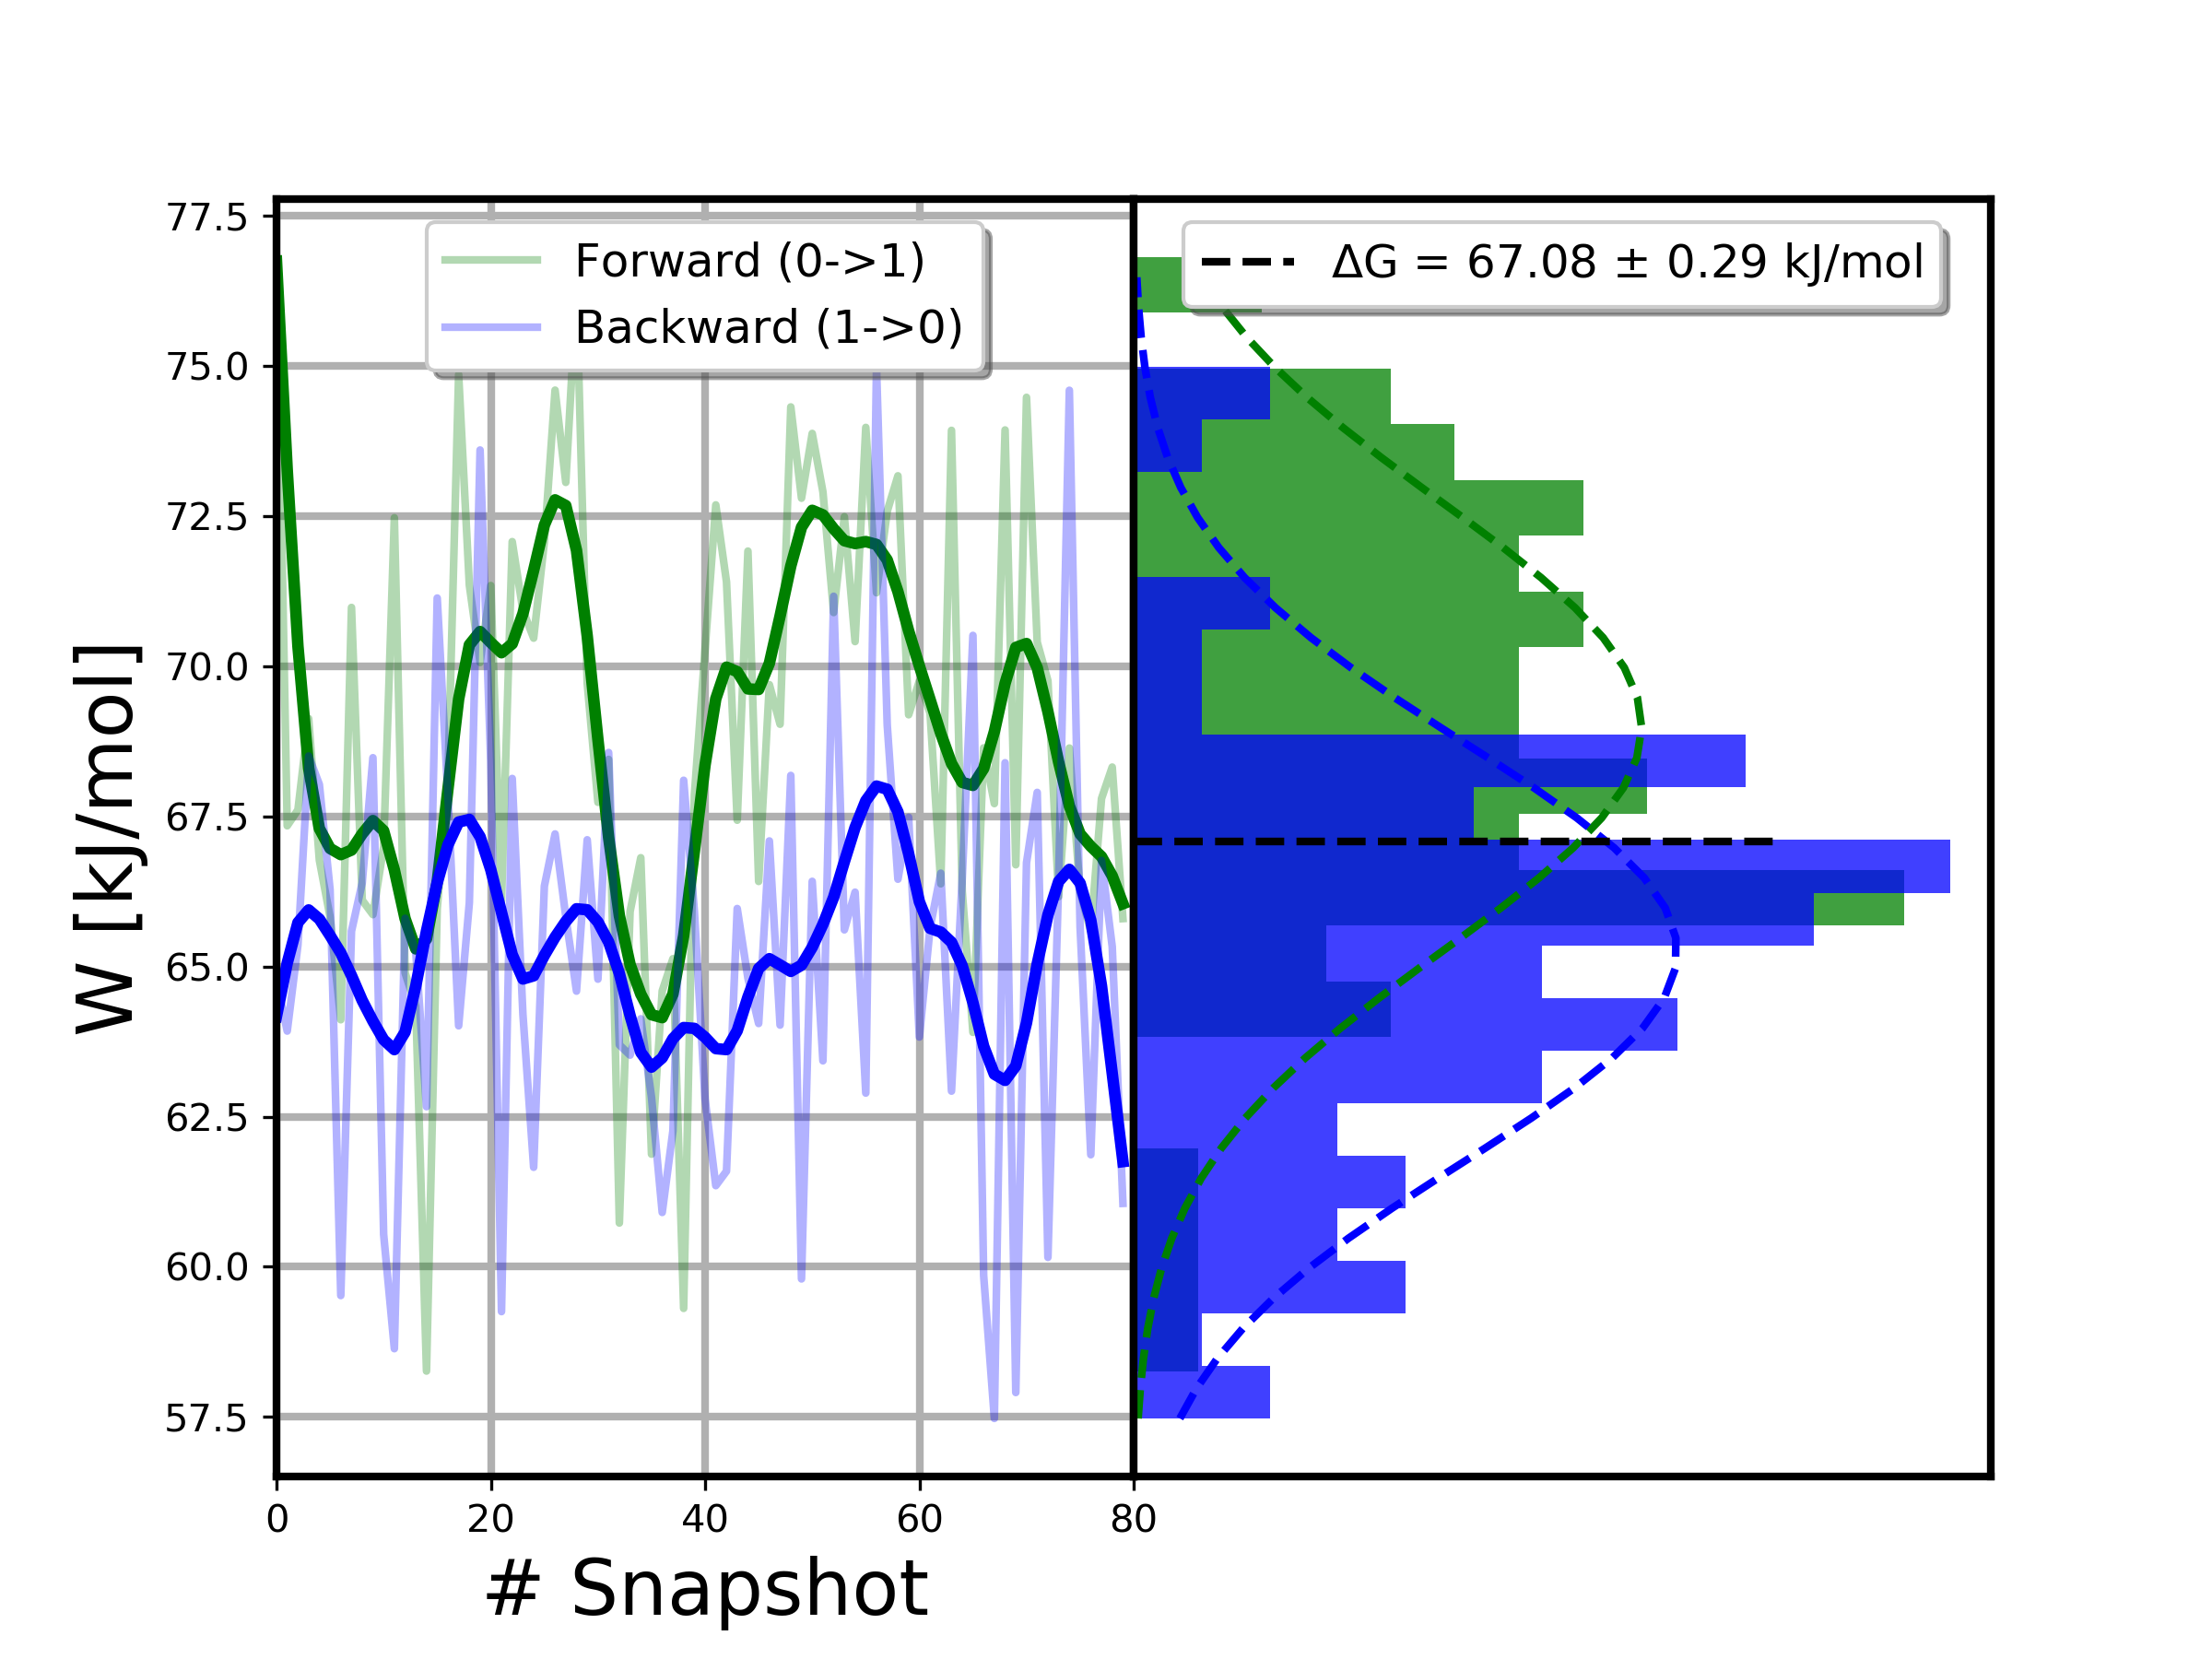 77.5
75.0
72.5
70.0
67.5
65.0
62.5
60.0
57.5
W [kJ/mol]
Forward (0->1)
Backward (1->0)
ΔG = 67.08 ± 0.29 kJ/mol
0 20 40 60 80
# Snapshot